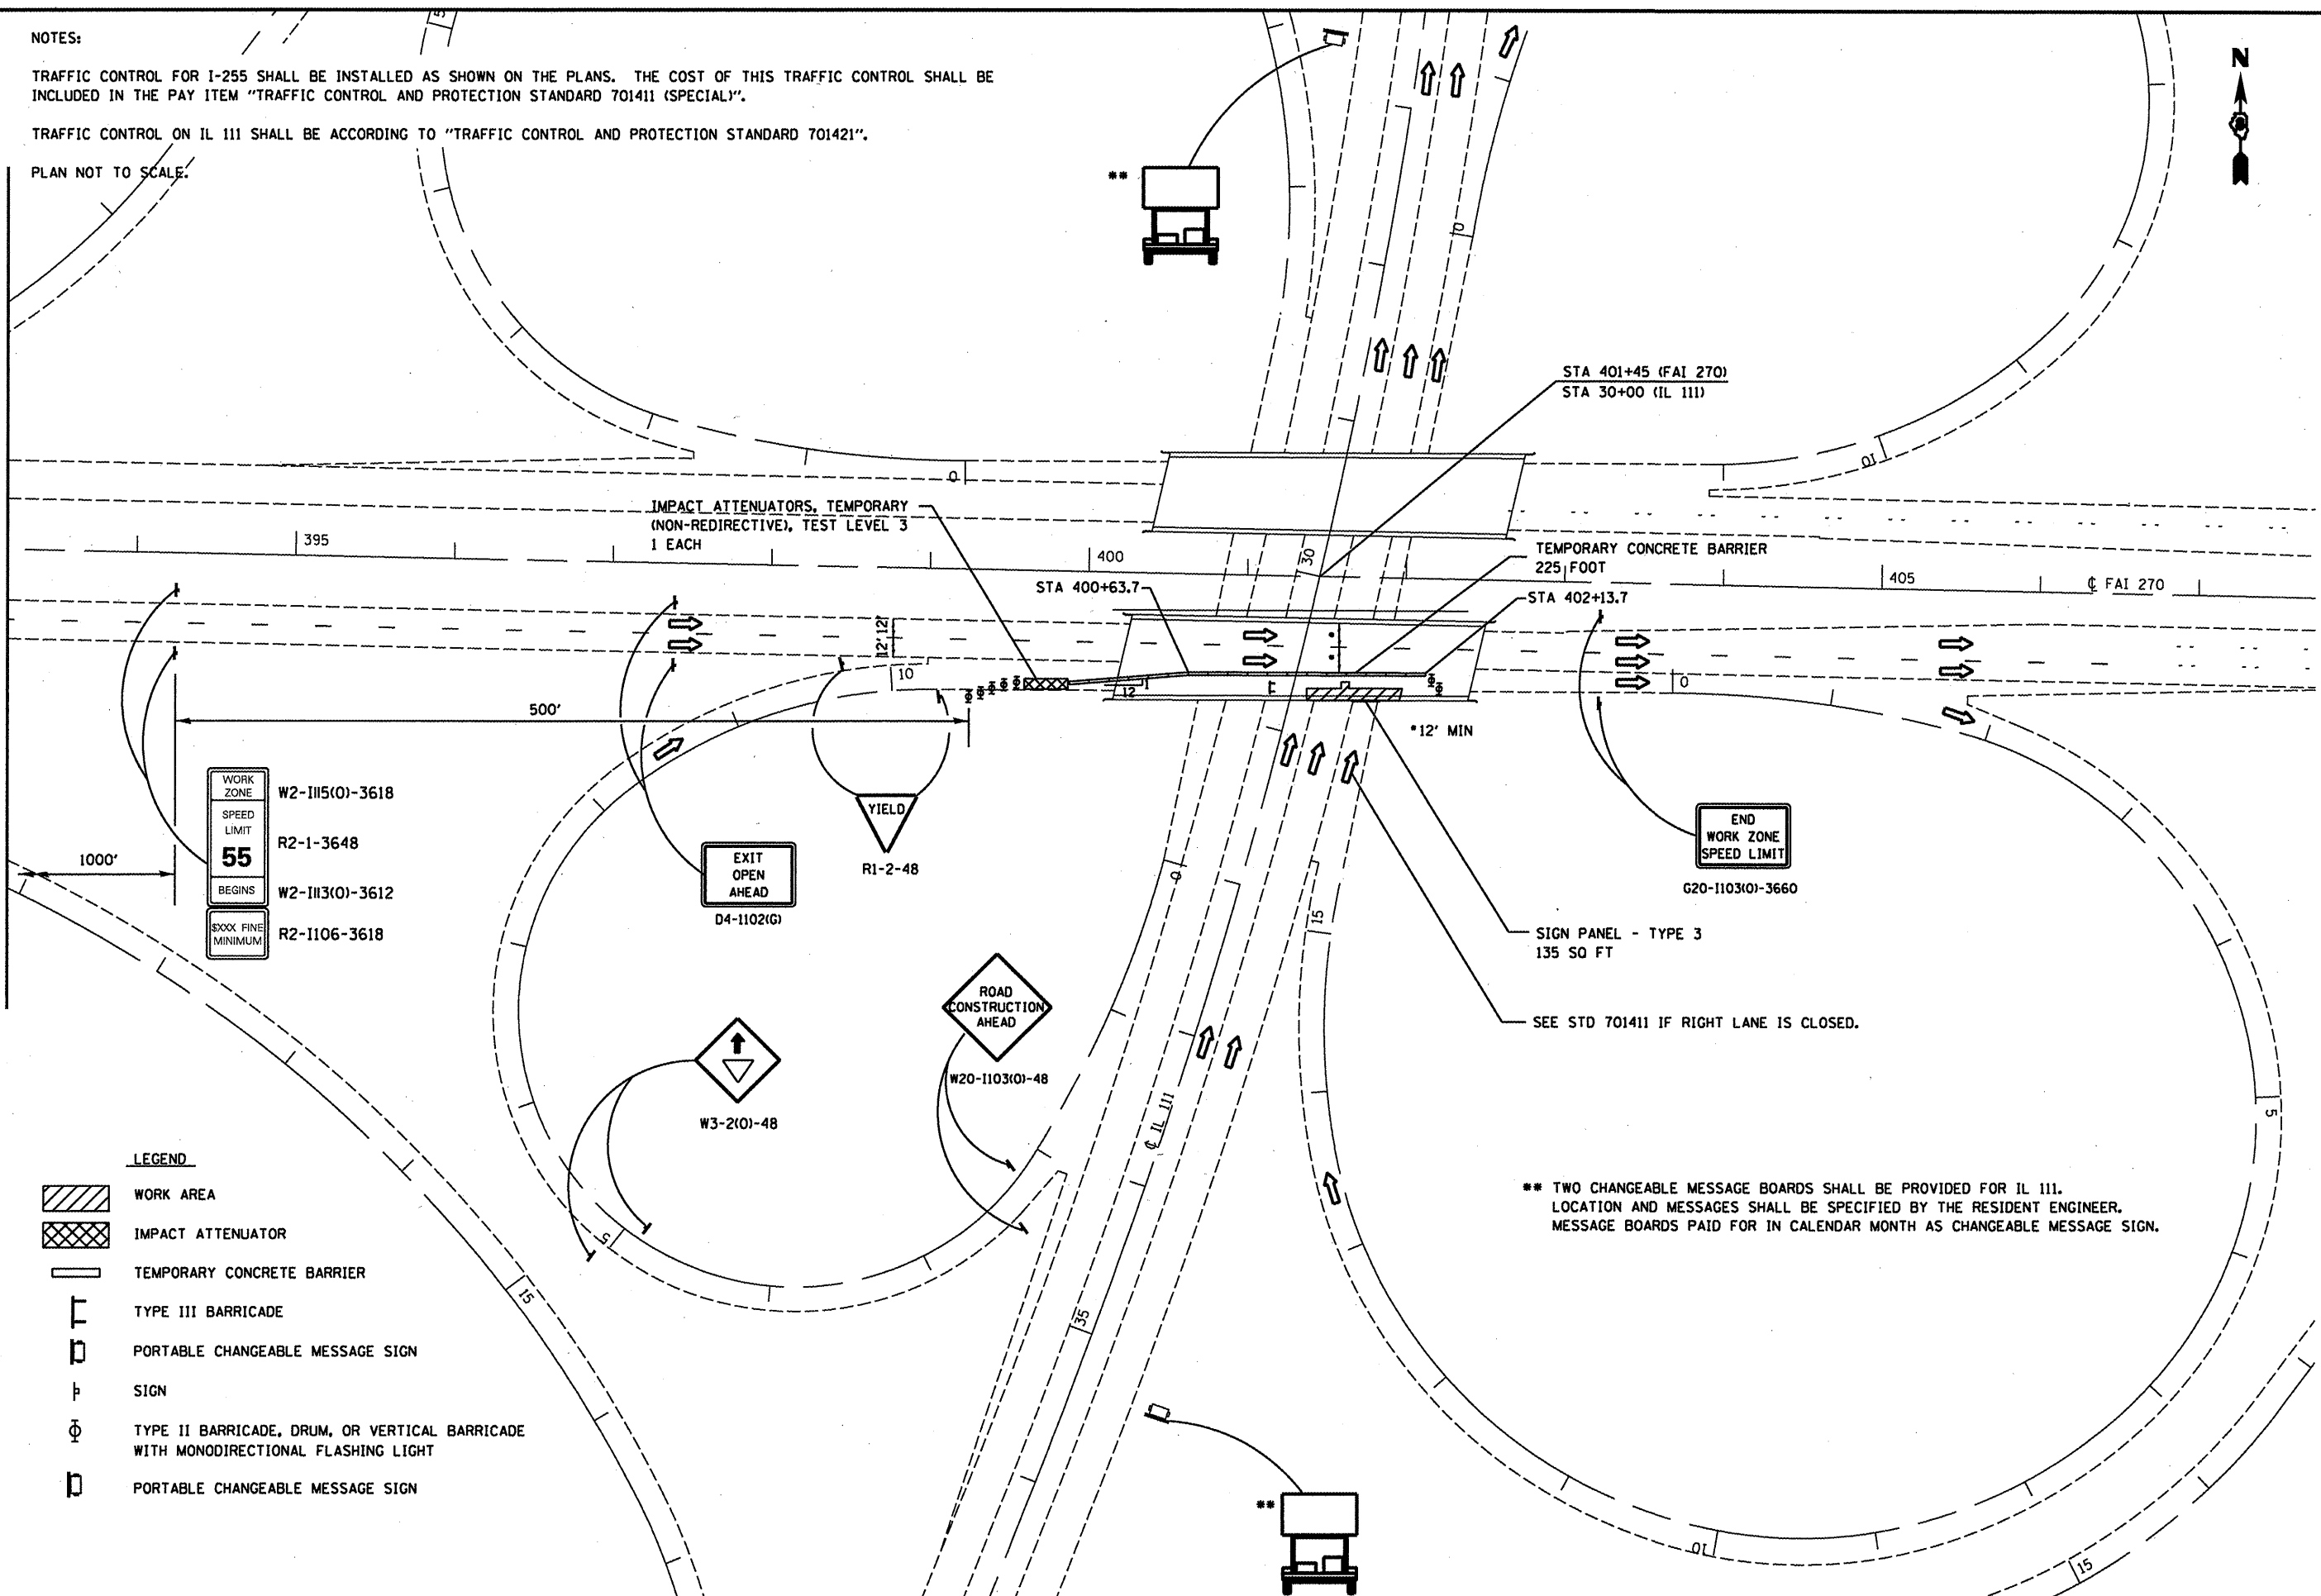 NOTES:
TRAFFIC CONTROL FOR I-255 SHALL BE INSTALLED AS SHOWN ON THE PLANS. THE COST OF THIS TRAFFIC CONTROL SHALL BE
INCLUDED IN THE PAY ITEM "TRAFFIC CONTROL AND PROTECTION STANDARD 701411 (SPECIAL)".
TRAFFIC CONTROL ON IL 111 SHALL BE ACCORDING TO "TRAFFIC CONTROL AND PROTECTION STANDARD 701421".
PLAN NOT TO SCALE.
5
N
**
0
STA 401+45 (FAI 270)
STA 30+00 (IL 111)
10
0
IMPACT ATTENUATORS, TEMPORARY
(NON-REDIRECTIVE), TEST LEVEL 3
1 EACH
395
400
30
TEMPORARY CONCRETE BARRIER
225 FOOT
405
℄ FAI 270
STA 400+63.7
STA 402+13.7
12' 12'
10
12
0
500'
*12' MIN
WORK
ZONE
SPEED
LIMIT
55
BEGINS
$XXX FINE
MINIMUM
W2-I115(O)-3618
R2-1-3648
W2-I113(O)-3612
R2-I106-3618
1000'
EXIT
OPEN
AHEAD
D4-1102(G)
YIELD
R1-2-48
END
WORK ZONE
SPEED LIMIT
G20-I103(O)-3660
0
15
SIGN PANEL - TYPE 3
135 SQ FT
SEE STD 701411 IF RIGHT LANE IS CLOSED.
ROAD
CONSTRUCTION
AHEAD
W20-I103(O)-48
W3-2(O)-48
℄ IL 111
5
5
15
35
10
15
** TWO CHANGEABLE MESSAGE BOARDS SHALL BE PROVIDED FOR IL 111.
LOCATION AND MESSAGES SHALL BE SPECIFIED BY THE RESIDENT ENGINEER.
MESSAGE BOARDS PAID FOR IN CALENDAR MONTH AS CHANGEABLE MESSAGE SIGN.
LEGEND
WORK AREA
IMPACT ATTENUATOR
TEMPORARY CONCRETE BARRIER
TYPE III BARRICADE
PORTABLE CHANGEABLE MESSAGE SIGN
SIGN
TYPE II BARRICADE, DRUM, OR VERTICAL BARRICADE
WITH MONODIRECTIONAL FLASHING LIGHT
PORTABLE CHANGEABLE MESSAGE SIGN
**